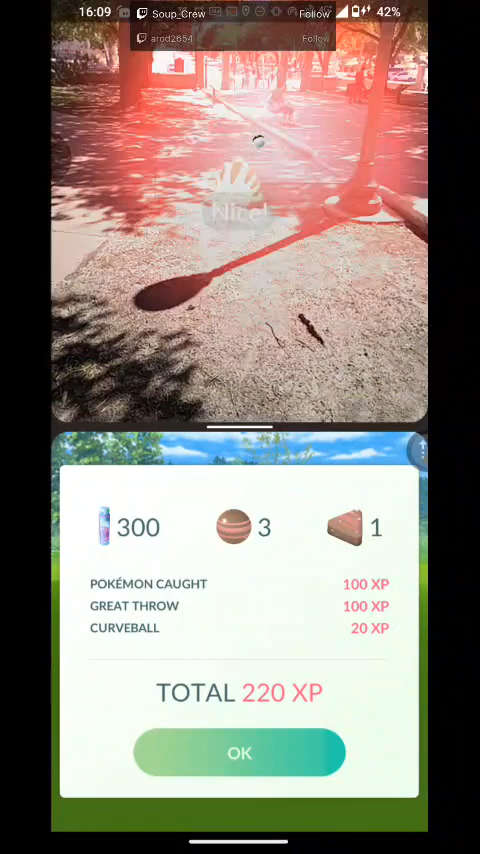 16:09
42%
Soup_Crew Follow
arod2654 Follow
Nice!
300 3 1
POKÉMON CAUGHT 100 XP
GREAT THROW 100 XP
CURVEBALL 20 XP
TOTAL 220 XP
OK